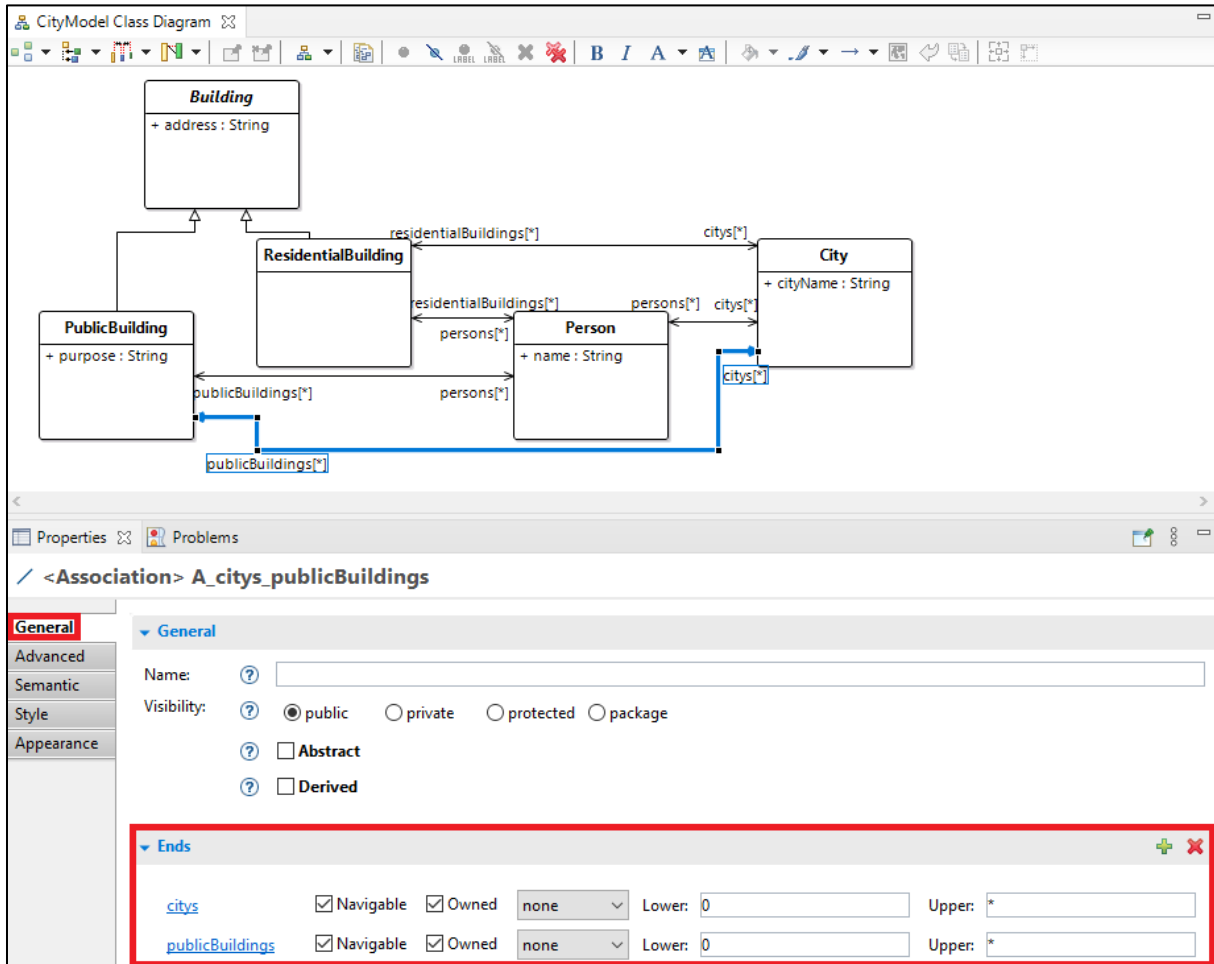 CityModel Class Diagram
LABEL LABEL B I A
Building
+ address : String
residentialBuildings[*] citys[*]
ResidentialBuilding
City
+ cityName : String
residentialBuildings[*] persons[*] citys[*]
PublicBuilding
+ purpose : String
persons[*]
Person
+ name : String
citys[*]
publicBuildings[*] persons[*]
publicBuildings[*]
Properties Problems
<Association> A_citys_publicBuildings
General
Advanced
Semantic
Style
Appearance
General
Name: ?
Visibility: ? public private protected package
? Abstract
? Derived
Ends
citys Navigable Owned none Lower: 0 Upper: *
publicBuildings Navigable Owned none Lower: 0 Upper: *